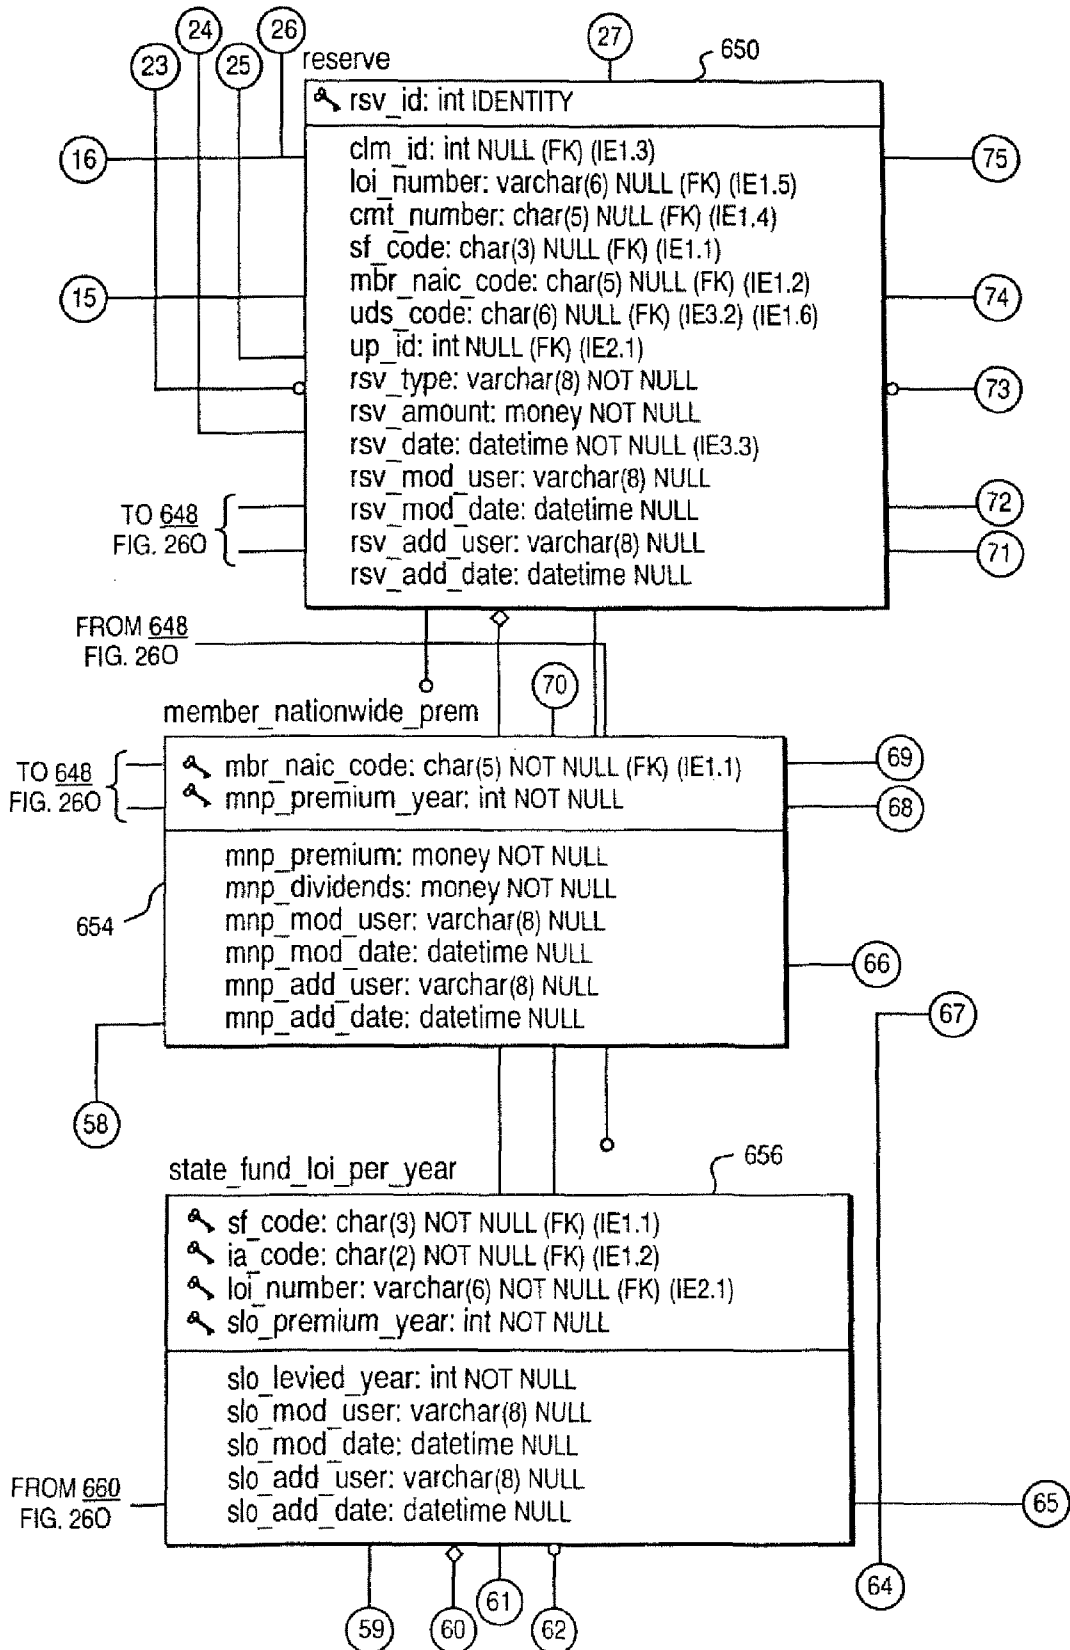 24
26
27
650
23
25
reserve
rsv_id: int IDENTITY
16
clm_id: int NULL (FK) (IE1.3)
75
loi_number: varchar(6) NULL (FK) (IE1.5)
cmt_number: char(5) NULL (FK) (IE1.4)
sf_code: char(3) NULL (FK) (IE1.1)
mbr_naic_code: char(5) NULL (FK) (IE1.2)
15
74
uds_code: char(6) NULL (FK) (IE3.2) (IE1.6)
up_id: int NULL (FK) (IE2.1)
rsv_type: varchar(8) NOT NULL
73
rsv_amount: money NOT NULL
rsv_date: datetime NOT NULL (IE3.3)
rsv_mod_user: varchar(8) NULL
TO 648
FIG. 26O
rsv_mod_date: datetime NULL
72
rsv_add_user: varchar(8) NULL
71
rsv_add_date: datetime NULL
FROM 648
FIG. 26O
70
member_nationwide_prem
TO 648
FIG. 26O
mbr_naic_code: char(5) NOT NULL (FK) (IE1.1)
69
mnp_premium_year: int NOT NULL
68
mnp_premium: money NOT NULL
mnp_dividends: money NOT NULL
654
mnp_mod_user: varchar(8) NULL
mnp_mod_date: datetime NULL
66
mnp_add_user: varchar(8) NULL
mnp_add_date: datetime NULL
67
58
state_fund_loi_per_year
656
sf_code: char(3) NOT NULL (FK) (IE1.1)
ia_code: char(2) NOT NULL (FK) (IE1.2)
loi_number: varchar(6) NOT NULL (FK) (IE2.1)
slo_premium_year: int NOT NULL
slo_levied_year: int NOT NULL
slo_mod_user: varchar(8) NULL
slo_mod_date: datetime NULL
slo_add_user: varchar(8) NULL
slo_add_date: datetime NULL
FROM 660
FIG. 26O
65
59
60
61
62
64